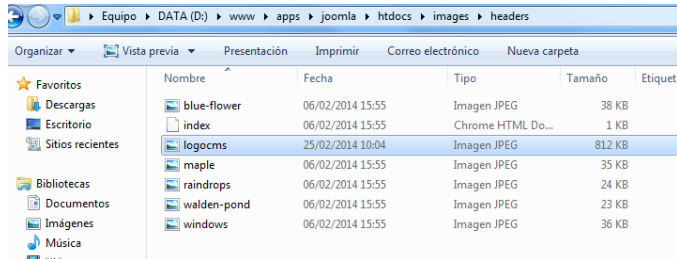 Equipo ▸ DATA (D:) ▸ www ▸ apps ▸ joomla ▸ htdocs ▸ images ▸ headers
Organizar Vista previa Presentación Imprimir Correo electrónico Nueva carpeta
Favoritos
Descargas
Escritorio
Sitios recientes
Bibliotecas
Documentos
Imágenes
Música
Nombre Fecha Tipo Tamaño Etiquet
blue-flower 06/02/2014 15:55 Imagen JPEG 38 KB
index 06/02/2014 15:55 Chrome HTML Do... 1 KB
logocms 25/02/2014 10:04 Imagen JPEG 812 KB
maple 06/02/2014 15:55 Imagen JPEG 35 KB
raindrops 06/02/2014 15:55 Imagen JPEG 24 KB
walden-pond 06/02/2014 15:55 Imagen JPEG 23 KB
windows 06/02/2014 15:55 Imagen JPEG 36 KB